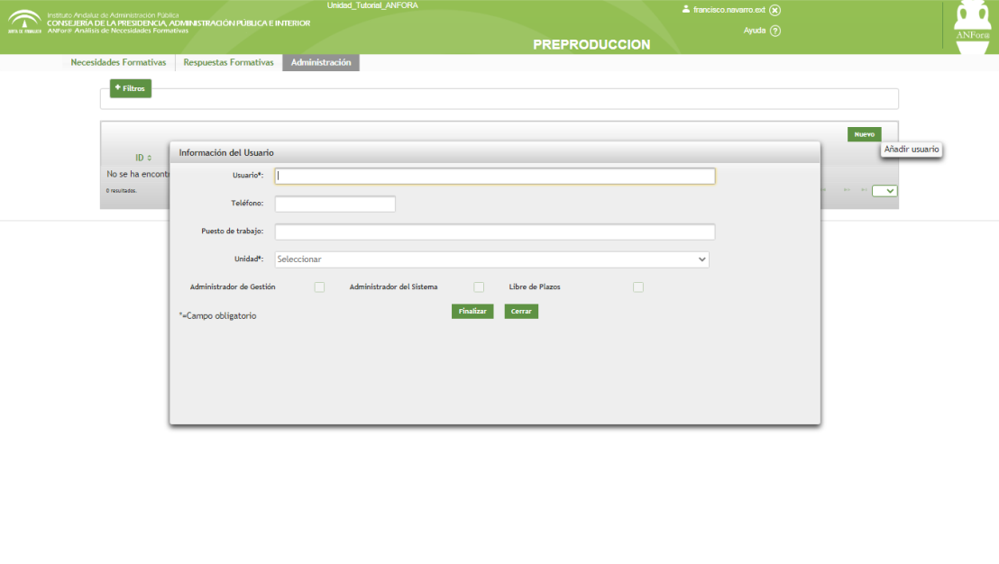 Unidad_Tutorial_ANFORA
Instituto Andaluz de Administración Pública
CONSEJERÍA DE LA PRESIDENCIA, ADMINISTRACIÓN PÚBLICA E INTERIOR
ANFor@ Análisis de Necesidades Formativas
JUNTA DE ANDALUCIA
francisco.navarro.ext
Ayuda
PREPRODUCCION
ANFor@
Necesidades Formativas
Respuestas Formativas
Administración
+ Filtros
Nuevo
Añadir usuario
ID
No se ha encont
0 resultados.
Información del Usuario
Usuario*:
Teléfono:
Puesto de trabajo:
Unidad*:
Seleccionar
Administrador de Gestión
Administrador del Sistema
Libre de Plazos
*=Campo obligatorio
Finalizar
Cerrar